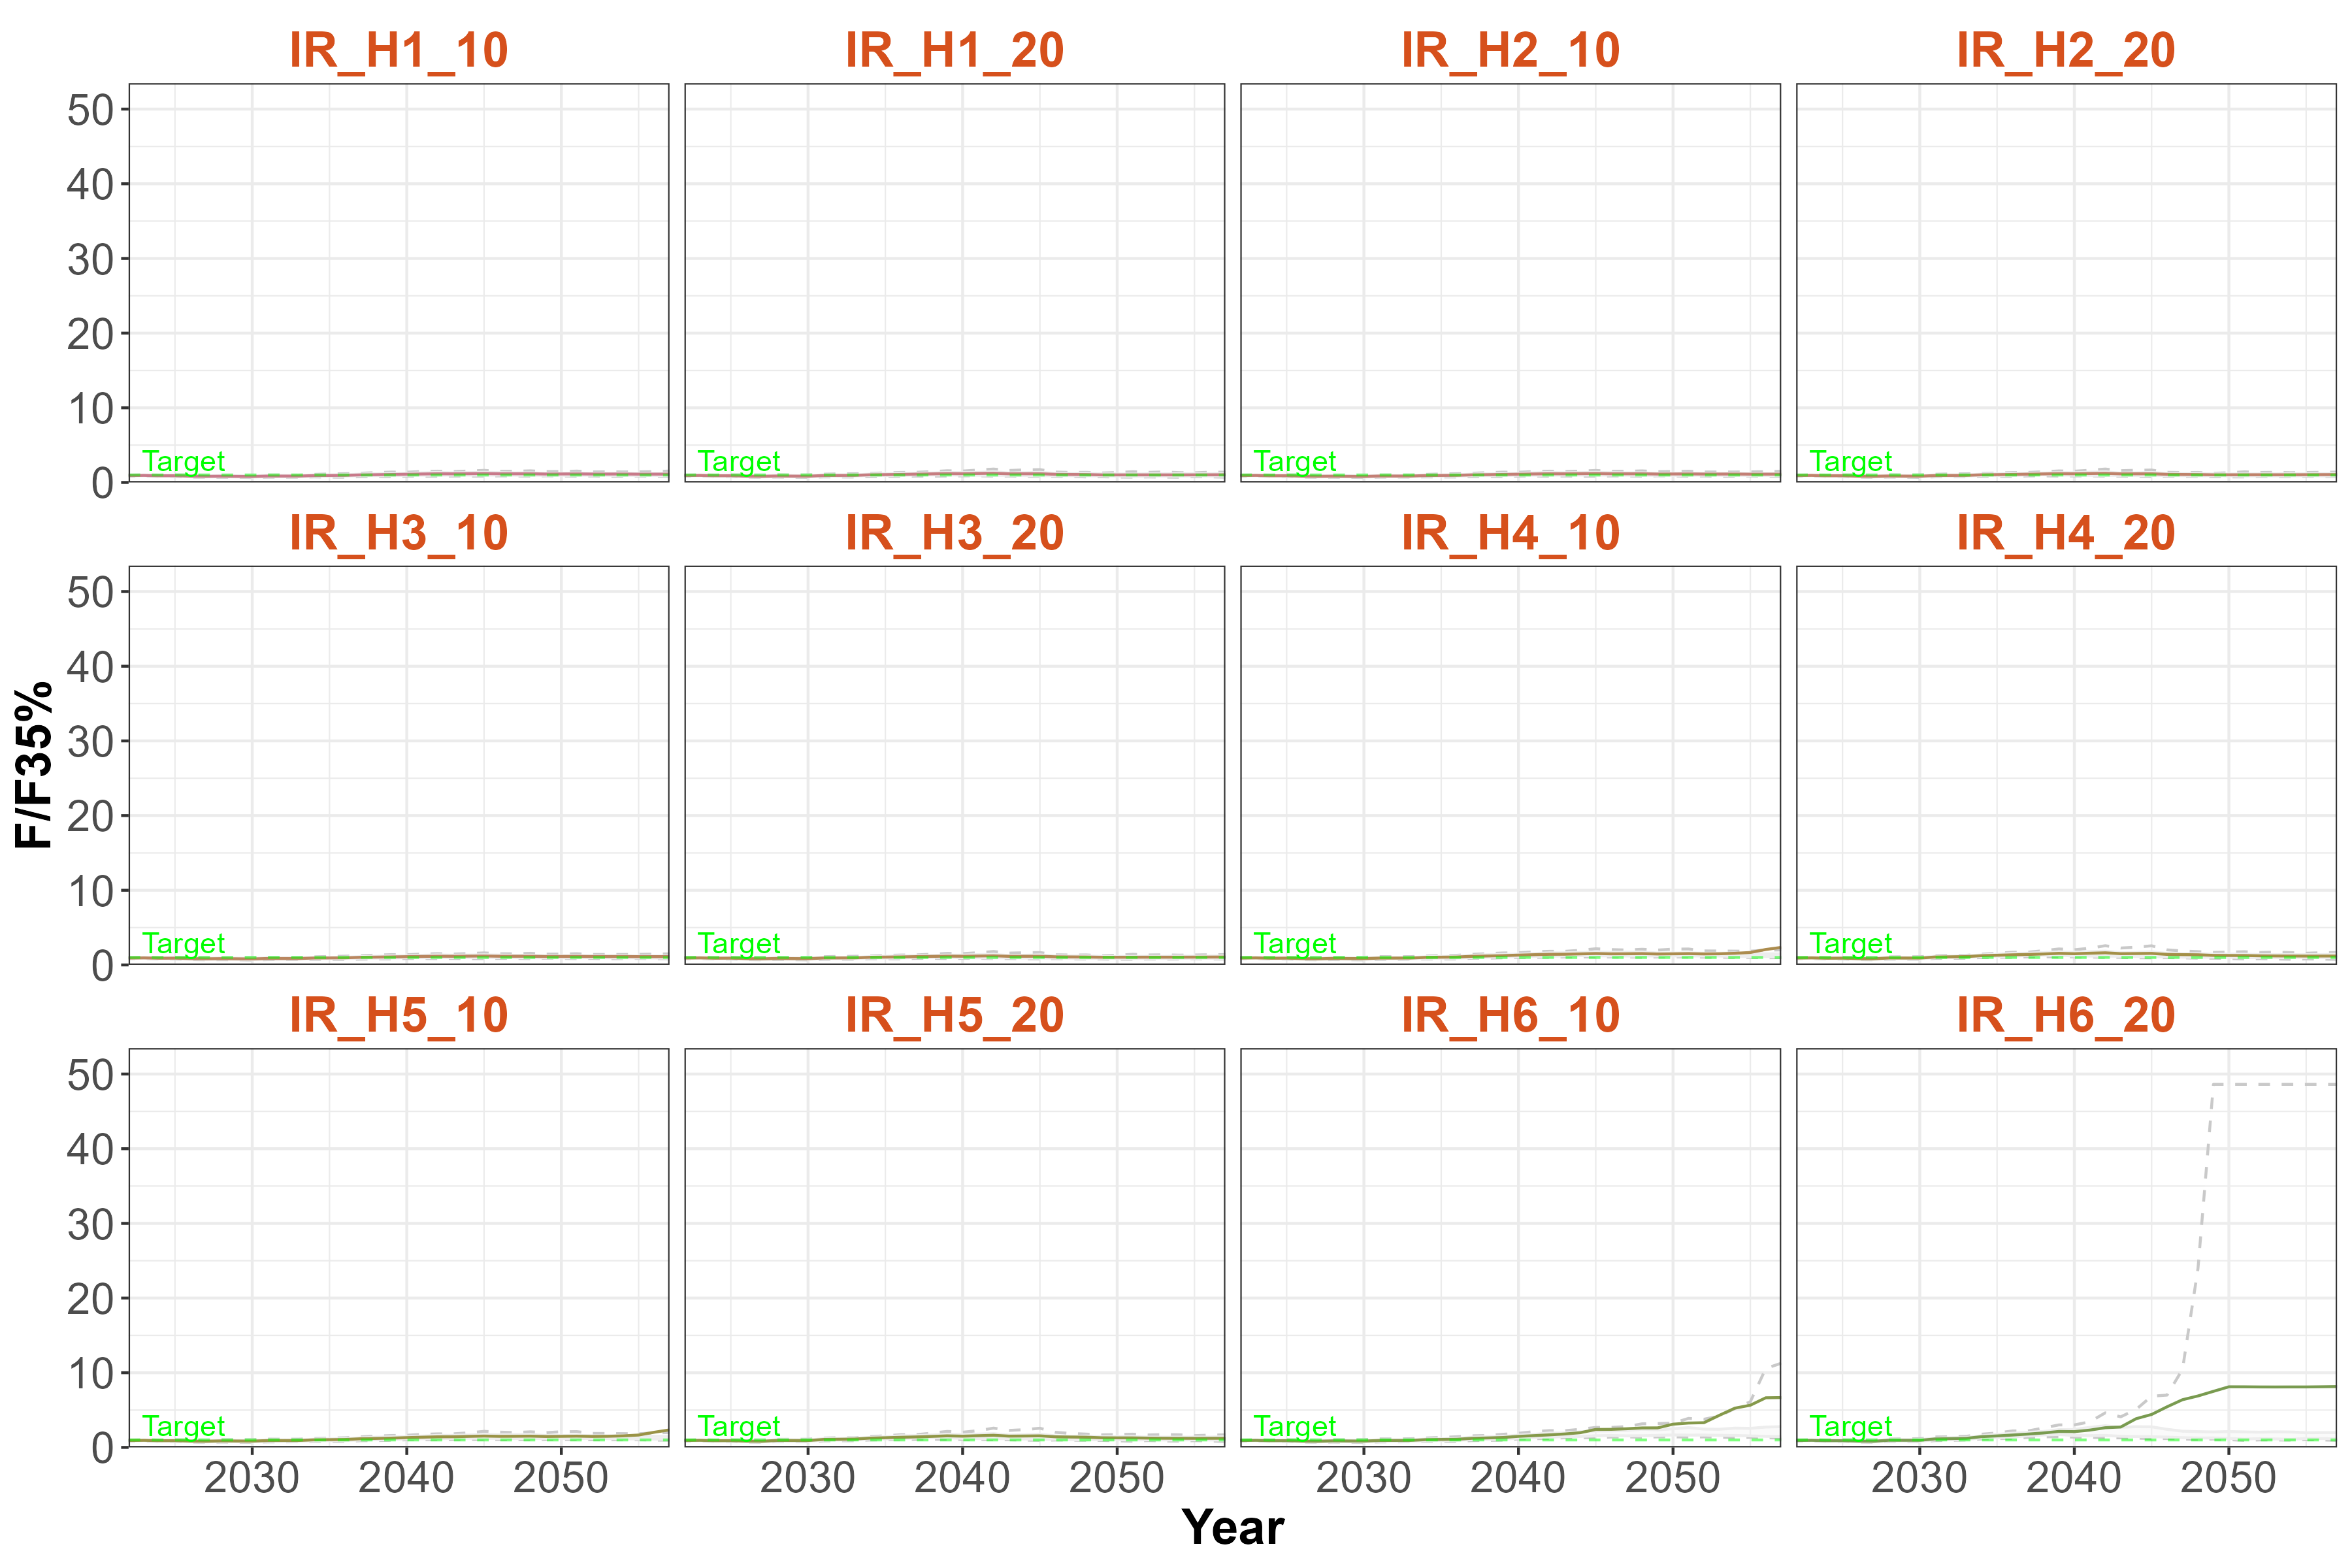 IR_H1_10 IR_H1_20 IR_H2_10 IR_H2_20
50
40
30
20
10
0
Target Target Target Target
IR_H3_10 IR_H3_20 IR_H4_10 IR_H4_20
50
40
30
20
10
0
Target Target Target Target
F/F35%
IR_H5_10 IR_H5_20 IR_H6_10 IR_H6_20
50
40
30
20
10
0
Target Target Target Target
2030 2040 2050 2030 2040 2050 2030 2040 2050 2030 2040 2050
Year